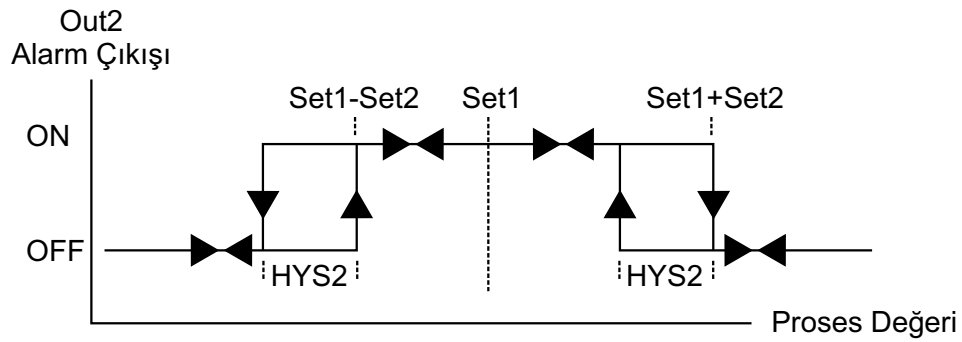 Out2
Alarm Çıkışı
Set1-Set2
Set1
Set1+Set2
ON
OFF
HYS2
HYS2
Proses Değeri